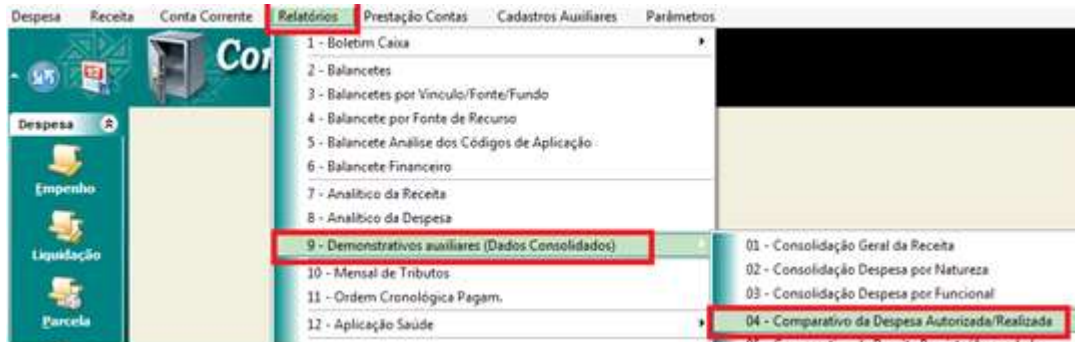 Despesa Receita Conta Corrente Relatórios Prestação Contas Cadastros Auxiliares Parâmetros
1 - Boletim Caixa
2 - Balancetes
3 - Balancetes por Vinculo/Fonte/Fundo
4 - Balancete por Fonte de Recurso
5 - Balancete Análise dos Códigos de Aplicação
6 - Balancete Financeiro
7 - Analítico da Receita
8 - Analítico da Despesa
9 - Demonstrativos auxiliares (Dados Consolidados)
10 - Mensal de Tributos
11 - Ordem Cronológica Pagam.
12 - Aplicação Saúde
01 - Consolidação Geral da Receita
02 - Consolidação Despesa por Natureza
03 - Consolidação Despesa por Funcional
04 - Comparativo da Despesa Autorizada/Realizada
Despesa
Empenho
Liquidação
Parcela